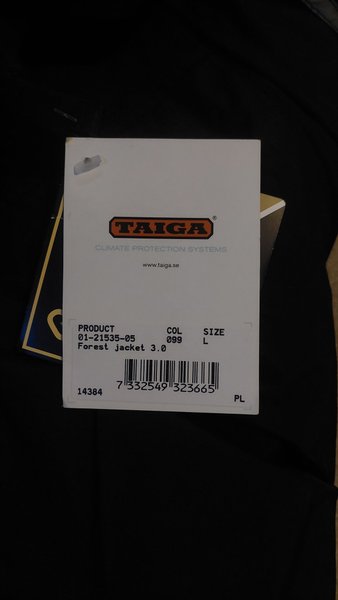 TAIGA®
CLIMATE PROTECTION SYSTEMS
www.taiga.se
PRODUCT COL SIZE
01-21535-05 099 L
Forest jacket 3.0
7 332549 323665
14384 PL